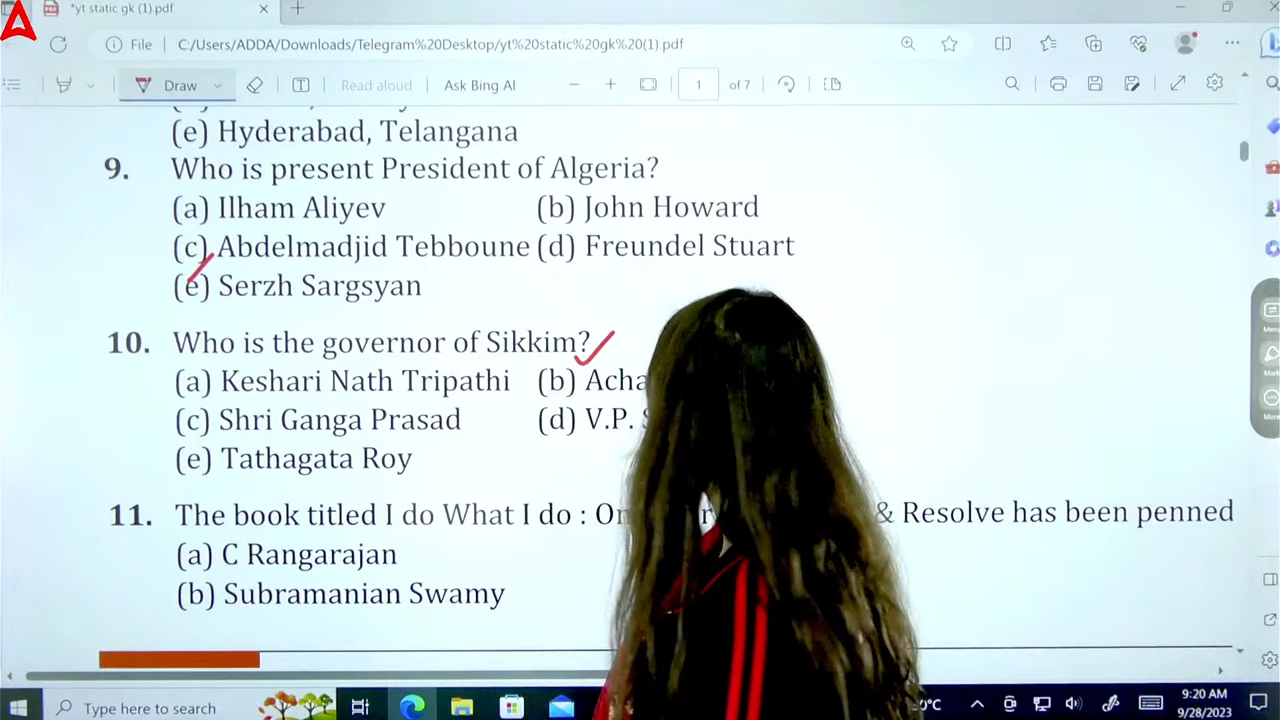 *yt static gk (1).pdf
File C:/Users/ADDA/Downloads/Telegram%20Desktop/yt%20static%20gk%20(1).pdf
Draw Read aloud Ask Bing AI 1 of 7
(e) Hyderabad, Telangana
9. Who is present President of Algeria?
(a) Ilham Aliyev (b) John Howard
(c) Abdelmadjid Tebboune (d) Freundel Stuart
(e) Serzh Sargsyan
10. Who is the governor of Sikkim?
(a) Keshari Nath Tripathi (b) Acha
(c) Shri Ganga Prasad (d) V.P.
(e) Tathagata Roy
11. The book titled I do What I do : & Resolve has been penned
(a) C Rangarajan
(b) Subramanian Swamy
Type here to search
9:20 AM
9/28/2023